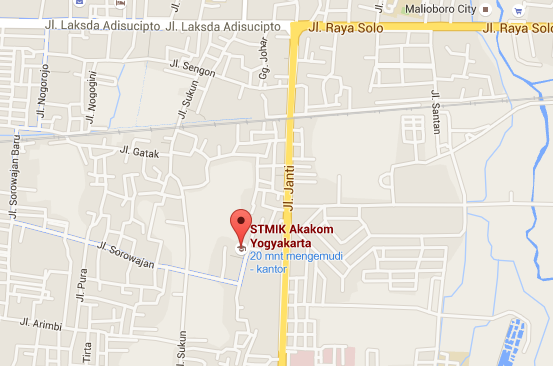 Malioboro City
Jl. Laksda Adisucipto
Jl. Laksda Adisucipto
Jl. Raya Solo
Jl. Raya Solo
Jl. Sengon
Gg. Johar
Jl. Nogorojo
Jl. Nogogini
Jl. Sukun
Jl. Santan
Jl. Gatak
Jl. Sorowajan Baru
Jl. Janti
STMIK Akakom
Yogyakarta
20 mnt mengemudi
- kantor
Jl. Sorowajan
Jl. Pura
Jl. Arimbi
Tirta
Jl. Sukun